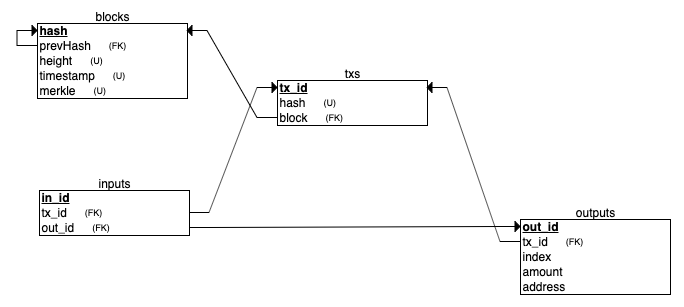 blocks
hash
prevHash (FK)
height (U)
timestamp (U)
merkle (U)
txs
tx_id
hash (U)
block (FK)
inputs
in_id
tx_id (FK)
out_id (FK)
outputs
out_id
tx_id (FK)
index
amount
address